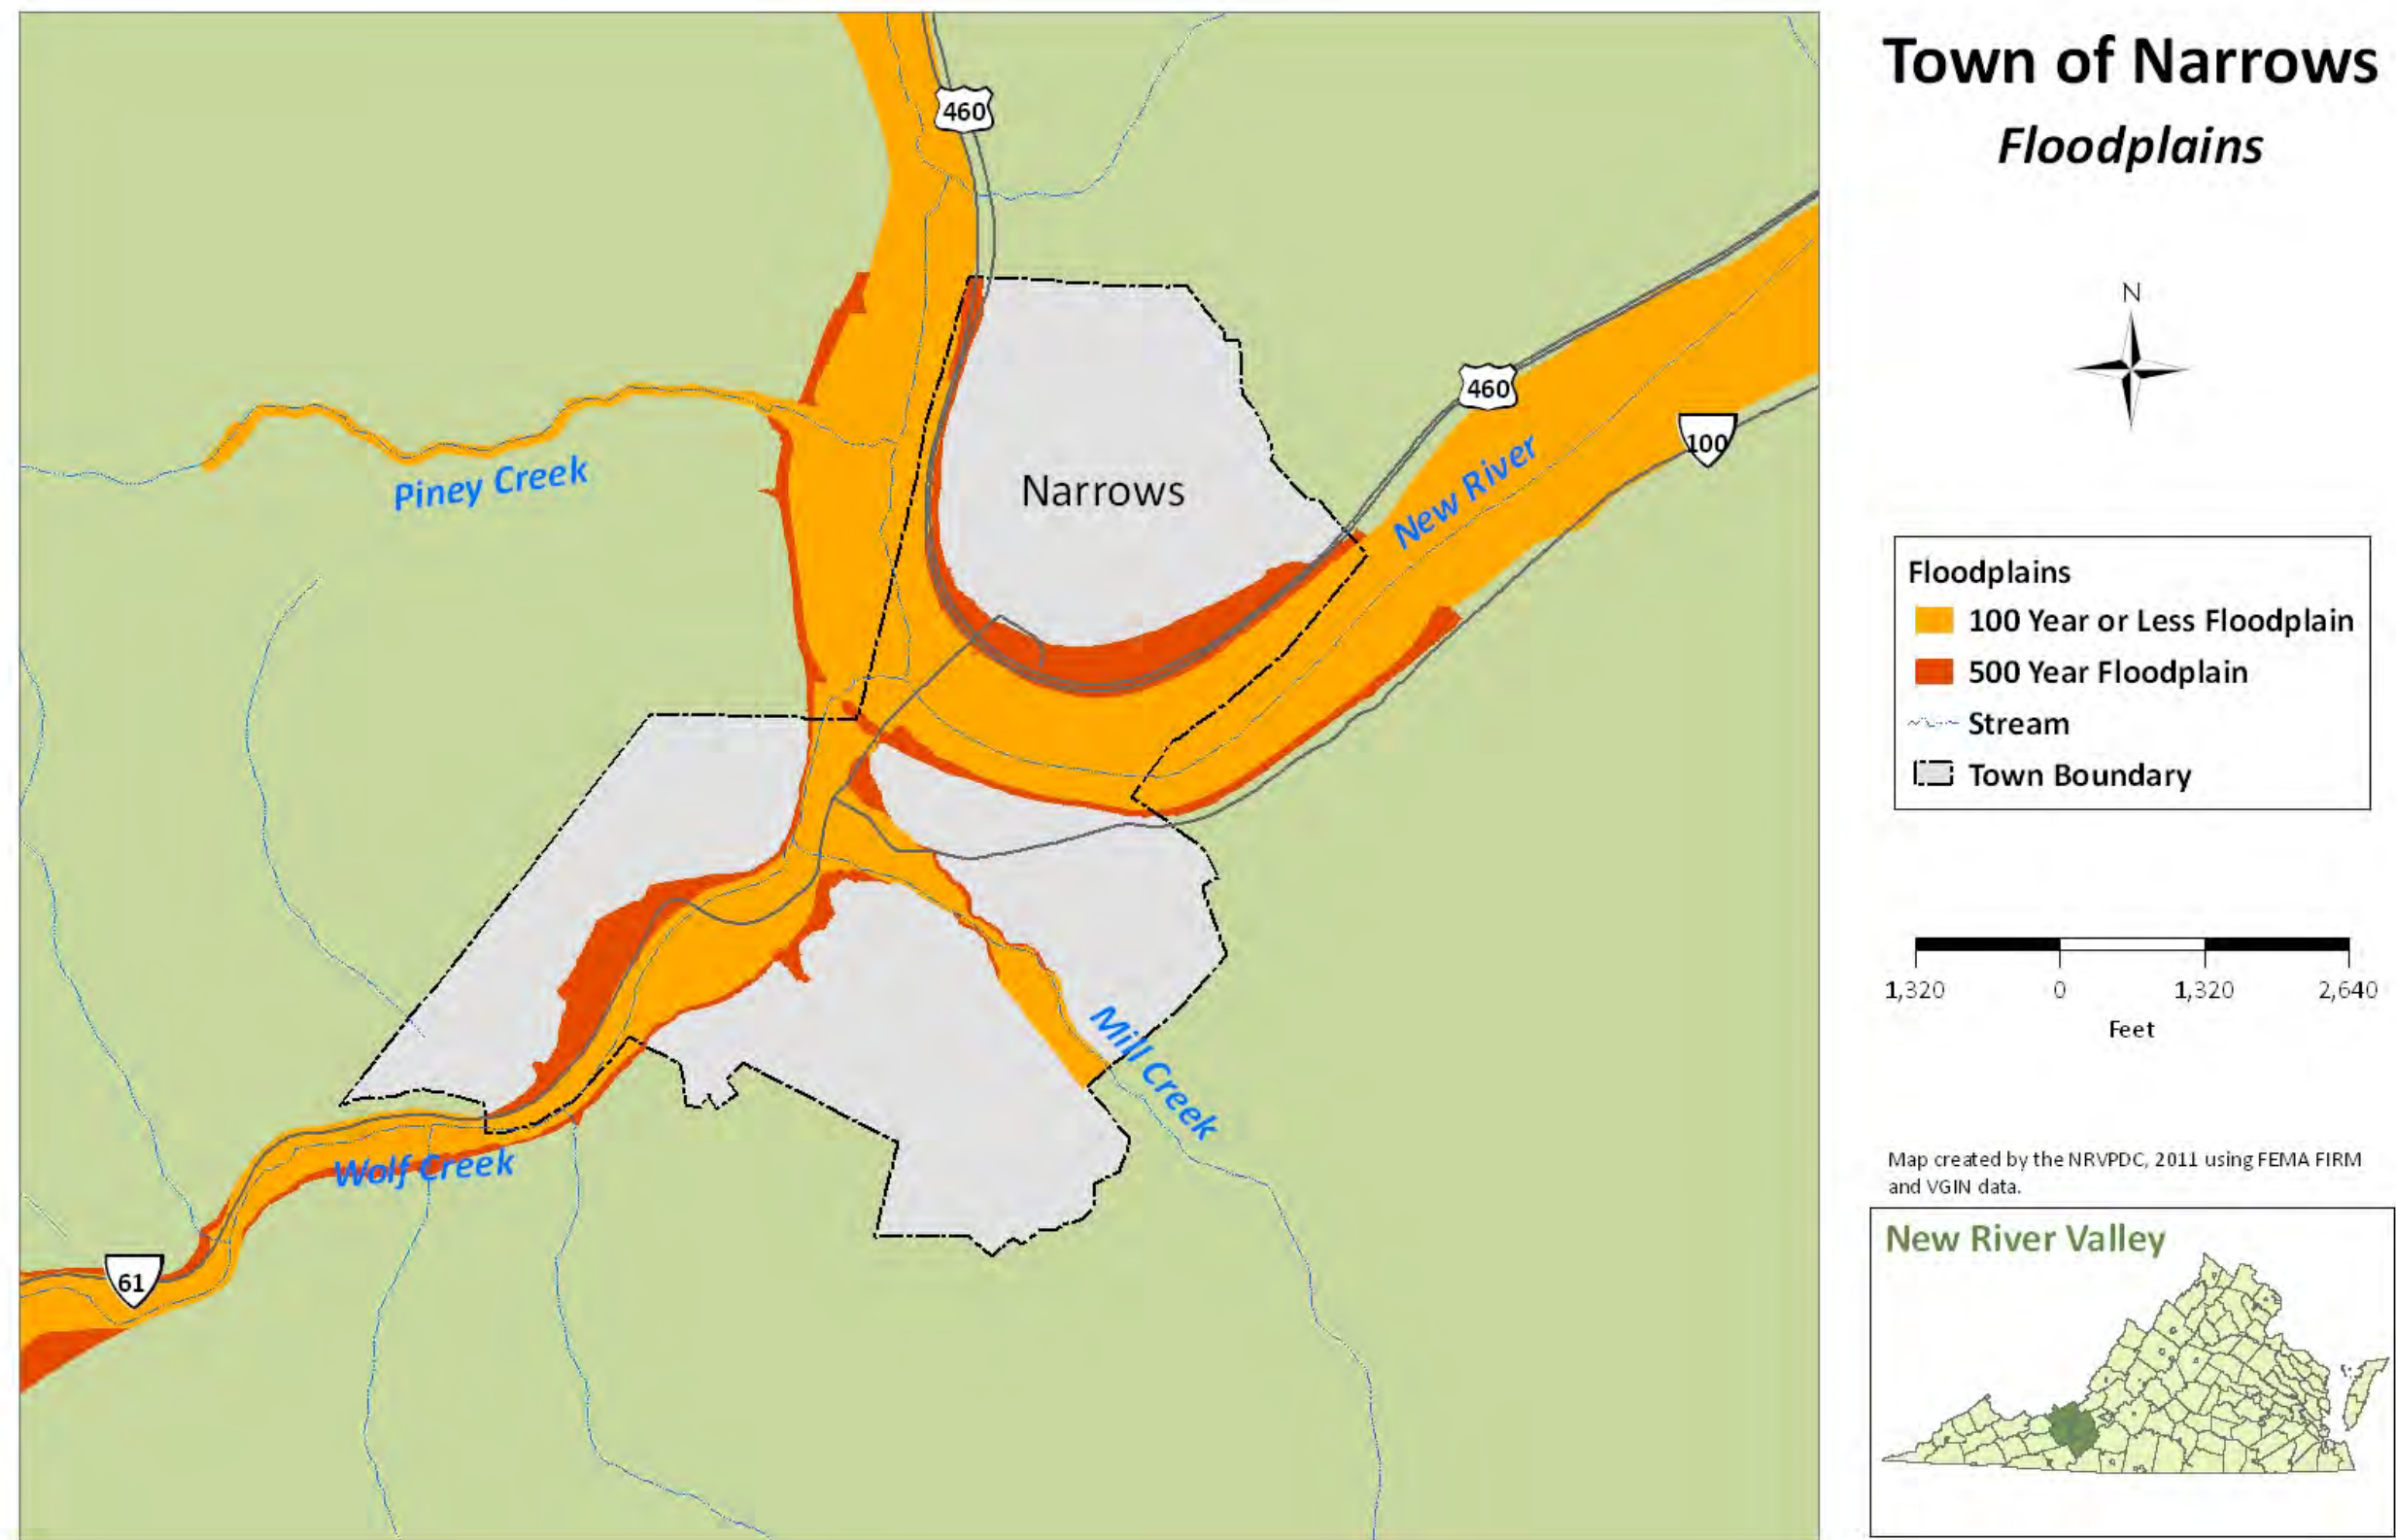 Town of Narrows
Floodplains
N
460
460
100
New River
Narrows
Piney Creek
Mill Creek
Wolf Creek
61
Floodplains
100 Year or Less Floodplain
500 Year Floodplain
Stream
Town Boundary
1,320 0 1,320 2,640
Feet
Map created by the NRVPDC, 2011 using FEMA FIRM
and VGIN data.
New River Valley